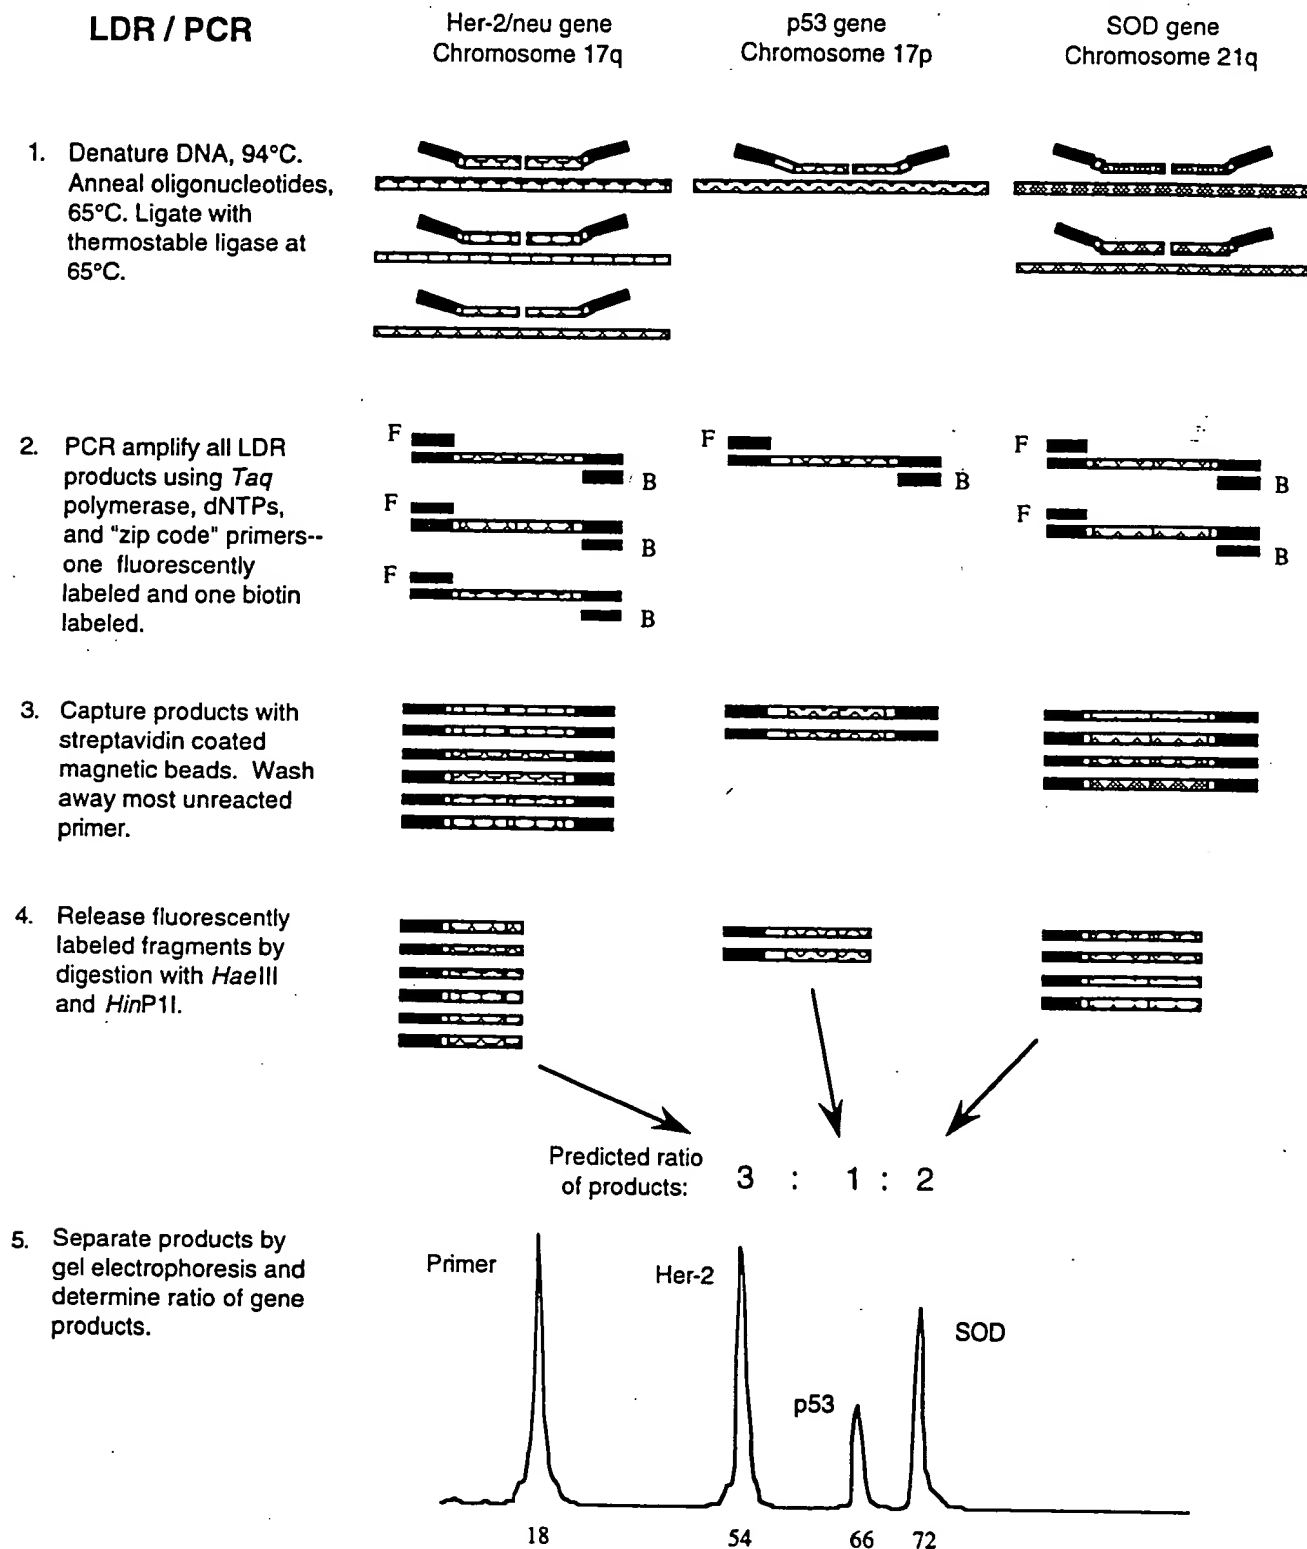 LDR / PCR
Her-2/neu gene
Chromosome 17q
p53 gene
Chromosome 17p
SOD gene
Chromosome 21q
1. Denature DNA, 94°C.
Anneal oligonucleotides,
65°C. Ligate with
thermostable ligase at
65°C.
2. PCR amplify all LDR
products using Taq
polymerase, dNTPs,
and "zip code" primers--
one fluorescently
labeled and one biotin
labeled.
F
B
F
B
F
B
F
B
F
B
F
B
3. Capture products with
streptavidin coated
magnetic beads. Wash
away most unreacted
primer.
4. Release fluorescently
labeled fragments by
digestion with HaeIII
and HinP1I.
Predicted ratio
of products:
3 : 1 : 2
5. Separate products by
gel electrophoresis and
determine ratio of gene
products.
Primer
Her-2
p53
SOD
18 54 66 72